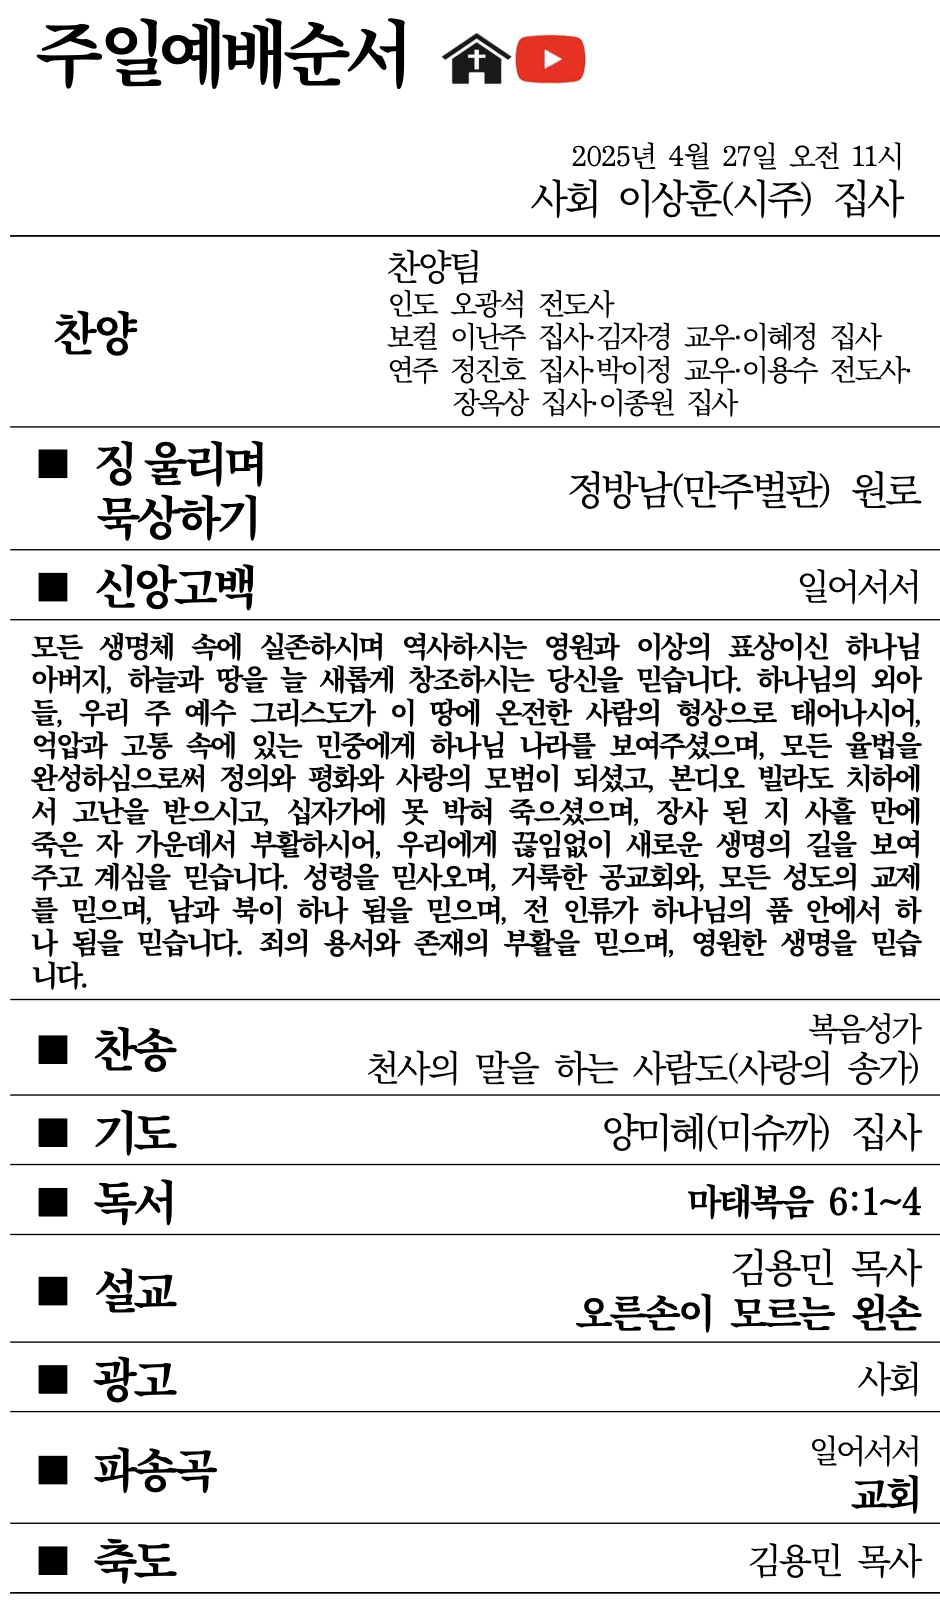 주일예배순서
2025년 4월 27일 오전 11시
사회 이상훈(시주) 집사
찬양
찬양팀
인도 오광석 전도사
보컬 이난주 집사·김자경 교우·이혜정 집사
연주 정진호 집사·박이정 교우·이용수 전도사·
장옥상 집사·이종원 집사
■ 징 울리며
묵상하기
정방남(만주벌판) 원로
■ 신앙고백
일어서서
모든 생명체 속에 실존하시며 역사하시는 영원과 이상의 표상이신 하나님
아버지, 하늘과 땅을 늘 새롭게 창조하시는 당신을 믿습니다. 하나님의 외아
들, 우리 주 예수 그리스도가 이 땅에 온전한 사람의 형상으로 태어나시어,
억압과 고통 속에 있는 민중에게 하나님 나라를 보여주셨으며, 모든 율법을
완성하심으로써 정의와 평화와 사랑의 모범이 되셨고, 본디오 빌라도 치하에
서 고난을 받으시고, 십자가에 못 박혀 죽으셨으며, 장사 된 지 사흘 만에
죽은 자 가운데서 부활하시어, 우리에게 끊임없이 새로운 생명의 길을 보여
주고 계심을 믿습니다. 성령을 믿사오며, 거룩한 공교회와, 모든 성도의 교제
를 믿으며, 남과 북이 하나 됨을 믿으며, 전 인류가 하나님의 품 안에서 하
나 됨을 믿습니다. 죄의 용서와 존재의 부활을 믿으며, 영원한 생명을 믿습
니다.
■ 찬송
복음성가
천사의 말을 하는 사람도(사랑의 송가)
■ 기도
양미혜(미슈까) 집사
■ 독서
마태복음 6:1~4
■ 설교
김용민 목사
오른손이 모르는 왼손
■ 광고
사회
■ 파송곡
일어서서
교회
■ 축도
김용민 목사